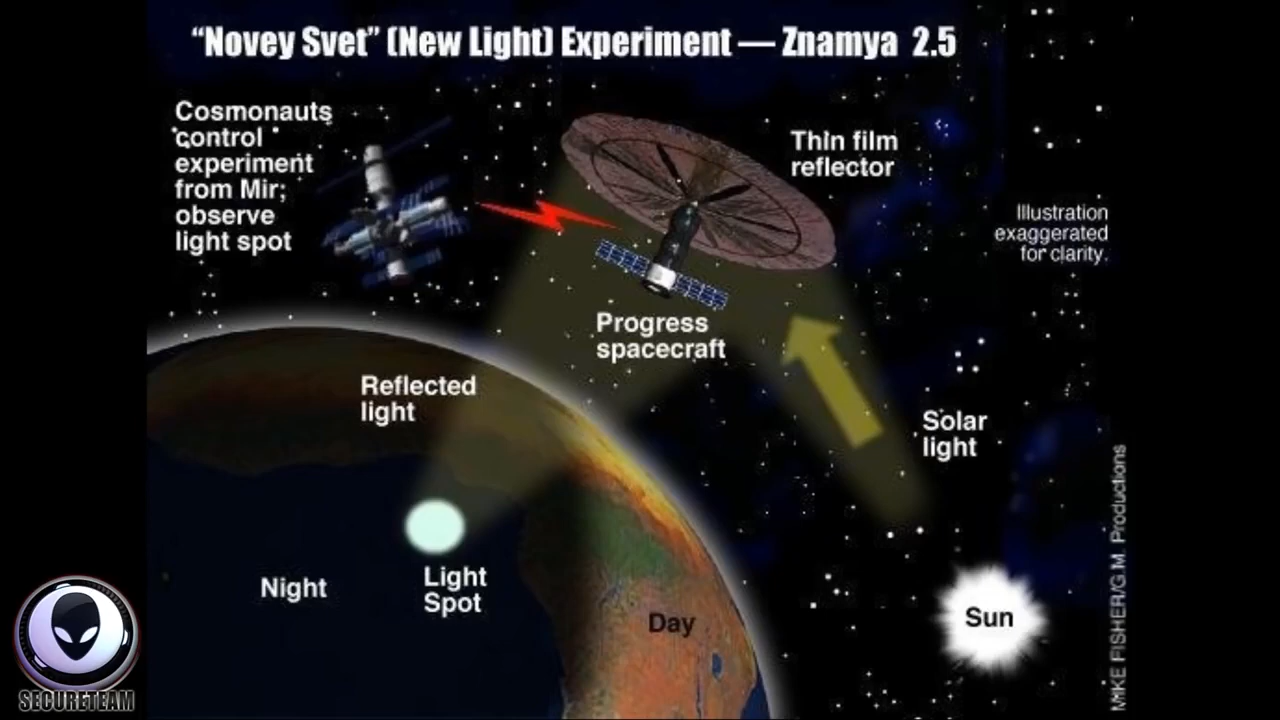 “Novey Svet” (New Light) Experiment — Znamya 2.5
Cosmonauts
control
experiment
from Mir;
observe
light spot
Thin film
reflector
Illustration
exaggerated
for clarity.
Progress
spacecraft
Reflected
light
Solar
light
Light
Spot
Night
Day
Sun
MIKE FISHER/G.M. Productions
SECURETEAM